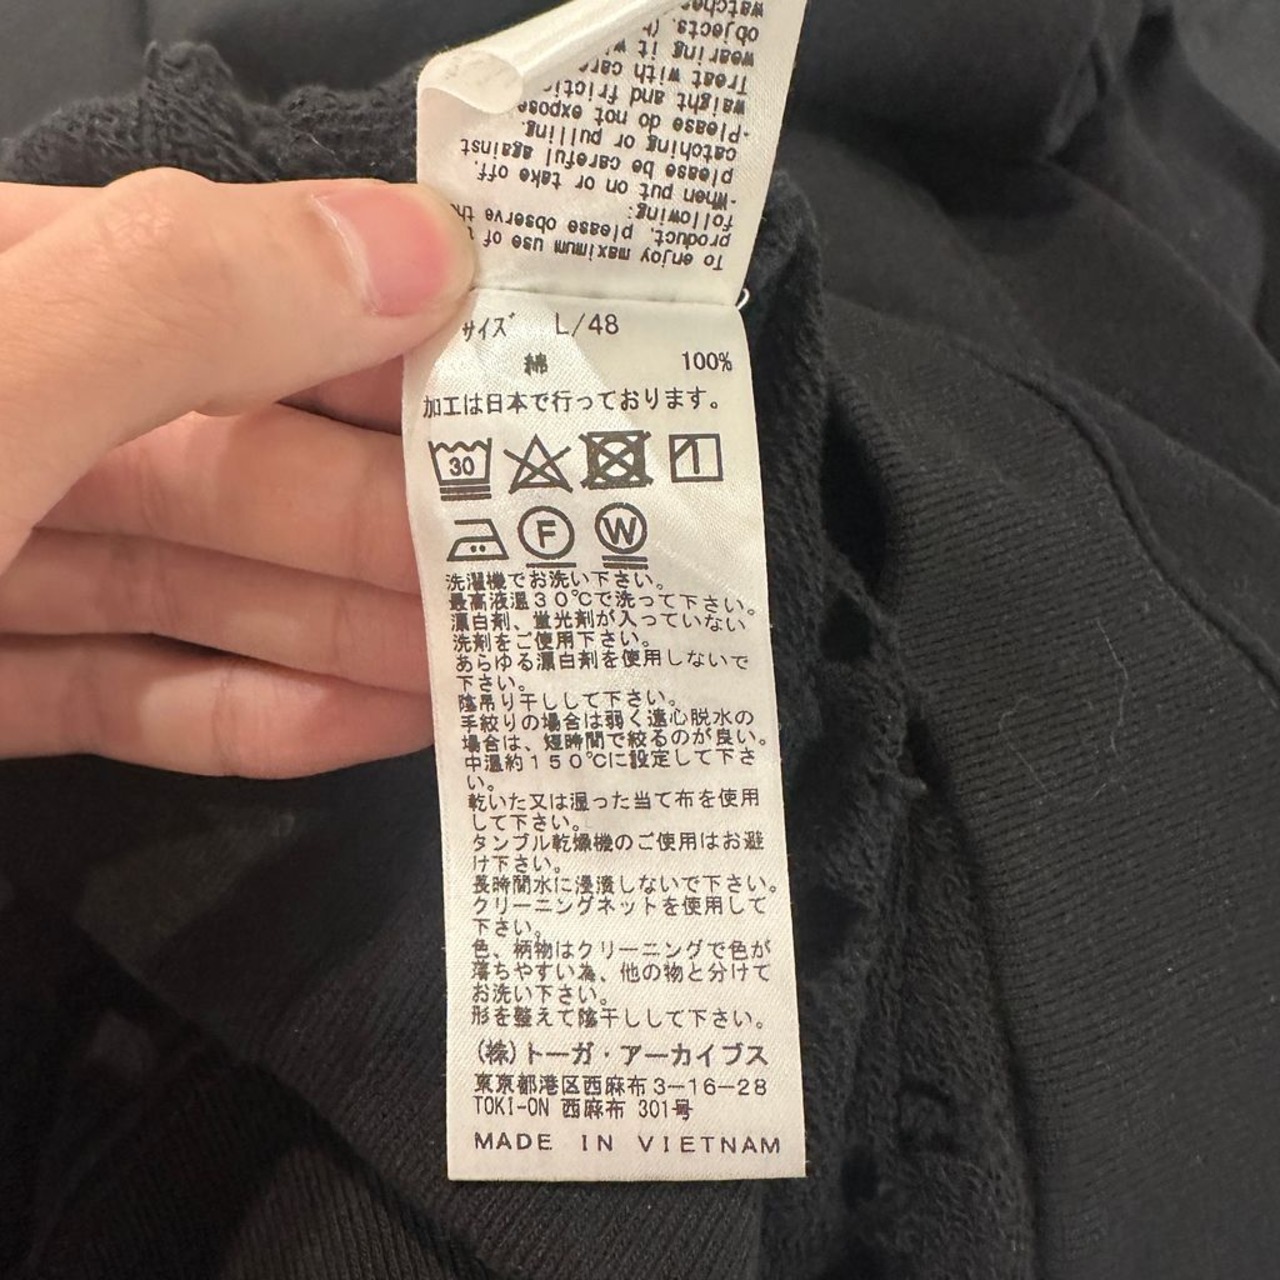 To enjoy maximum use of
product, please observe the
following:
-When put on or take off.
please be careful against
catching or pulling.
-Please do not expose
waight and
Treat with
wearing it
objects.
サイズ L/48
綿 100%
加工は日本で行っております。
30
F W
洗濯機でお洗い下さい。
最高液温30℃で洗って下さい。
漂白剤、蛍光剤が入っていない
洗剤をご使用下さい。
あらゆる漂白剤を使用しないで
下さい。
陰吊り干しして下さい。
手絞りの場合は弱く遠心脱水の
場合は、短時間で絞るのが良い。
中温約150℃に設定して下さ
い。
乾いた又は湿った当て布を使用
して下さい。
タンブル乾燥機のご使用はお避
け下さい。
長時間水に浸漬しないで下さい。
クリーニングネットを使用して
下さい。
色、柄物はクリーニングで色が
落ちやすい為、他の物と分けて
お洗い下さい。
形を整えて陰干しして下さい。
(株)トーガ・アーカイブス
東京都港区西麻布3-16-28
TOKI-ON 西麻布 301号
MADE IN VIETNAM